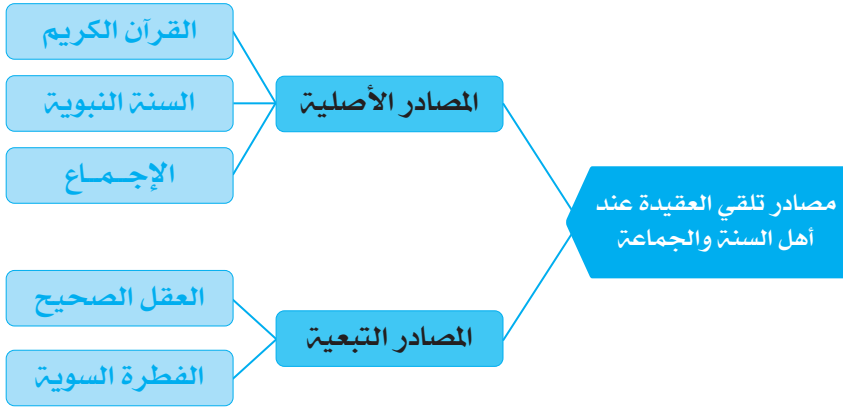 مصادر تلقي العقيدة عند
أهل السنة والجماعة
المصادر الأصلية
القرآن الكريم
السنة النبوية
الإجـمـاع
المصادر التبعية
العقل الصحيح
الفطرة السوية